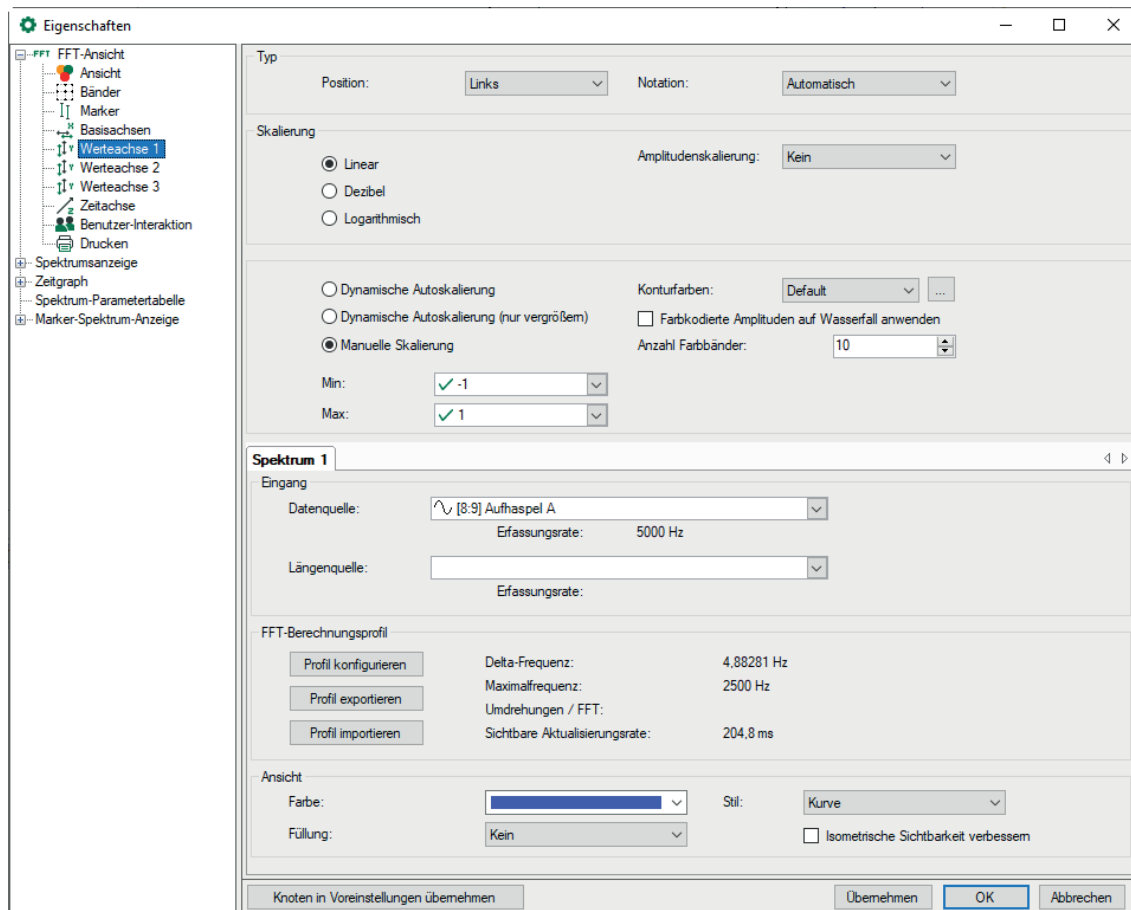 Eigenschaften
FFT FFT-Ansicht
Ansicht
Bänder
Marker
Basisachsen
Werteachse 1
Werteachse 2
Werteachse 3
Zeitachse
Benutzer-Interaktion
Drucken
Spektrumsanzeige
Zeitgraph
Spektrum-Parametertabelle
Marker-Spektrum-Anzeige
Typ
Position: Links Notation: Automatisch
Skalierung
Linear Amplitudenskalierung: Kein
Dezibel
Logarithmisch
Dynamische Autoskalierung Konturfarben: Default ...
Dynamische Autoskalierung (nur vergrößern) Farbkodierte Amplituden auf Wasserfall anwenden
Manuelle Skalierung Anzahl Farbbänder: 10
Min: -1
Max: 1
Spektrum 1
Eingang
Datenquelle: [8:9] Aufhaspel A
Erfassungsrate: 5000 Hz
Längenquelle:
Erfassungsrate:
FFT-Berechnungsprofil
Profil konfigurieren Delta-Frequenz: 4,88281 Hz
Maximalfrequenz: 2500 Hz
Profil exportieren
Umdrehungen / FFT:
Profil importieren Sichtbare Aktualisierungsrate: 204,8 ms
Ansicht
Farbe: Stil: Kurve
Füllung: Kein Isometrische Sichtbarkeit verbessern
Knoten in Voreinstellungen übernehmen Übernehmen OK Abbrechen